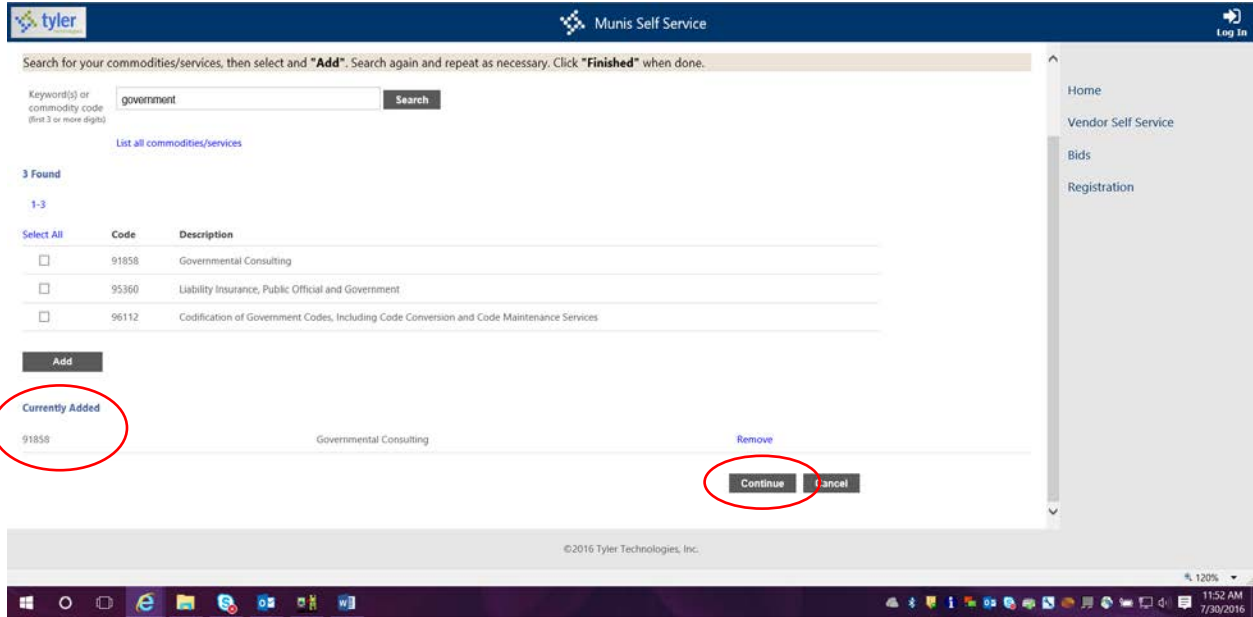 tyler
technologies
Munis Self Service
Log In
Search for your commodities/services, then select and "Add". Search again and repeat as necessary. Click "Finished" when done.
Keyword(s) or
commodity code
(first 3 or more digits)
government
Search
List all commodities/services
3 Found
1-3
Select All Code Description
91858 Governmental Consulting
95360 Liability Insurance, Public Official and Government
96112 Codification of Government Codes, Including Code Conversion and Code Maintenance Services
Add
Currently Added
91858 Governmental Consulting Remove
Continue Cancel
Home
Vendor Self Service
Bids
Registration
©2016 Tyler Technologies, Inc.
120%
11:52 AM
7/30/2016